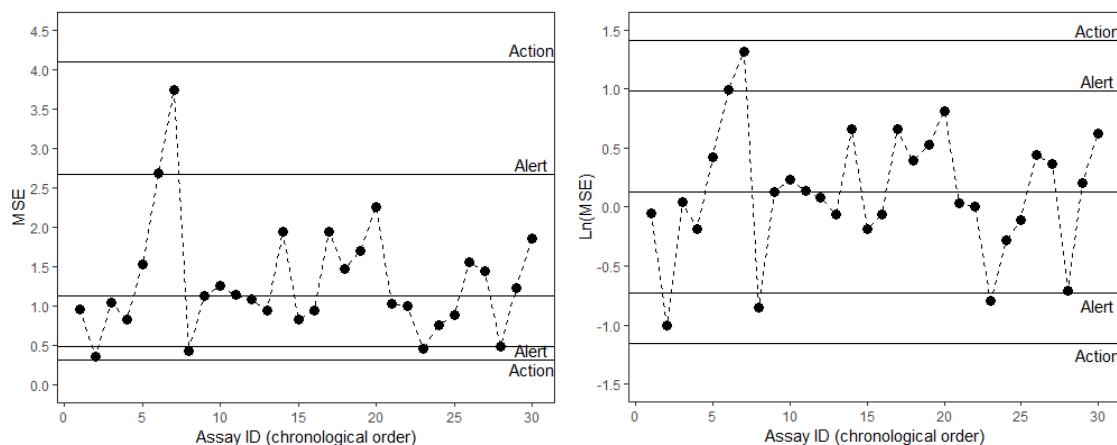 4.5
4.0
3.5
3.0
2.5
2.0
1.5
1.0
0.5
0.0
MSE
Action
Alert
Alert
Action
0 5 10 15 20 25 30
Assay ID (chronological order)
1.5
1.0
0.5
0.0
-0.5
-1.0
-1.5
Ln(MSE)
Action
Alert
Alert
Action
0 5 10 15 20 25 30
Assay ID (chronological order)